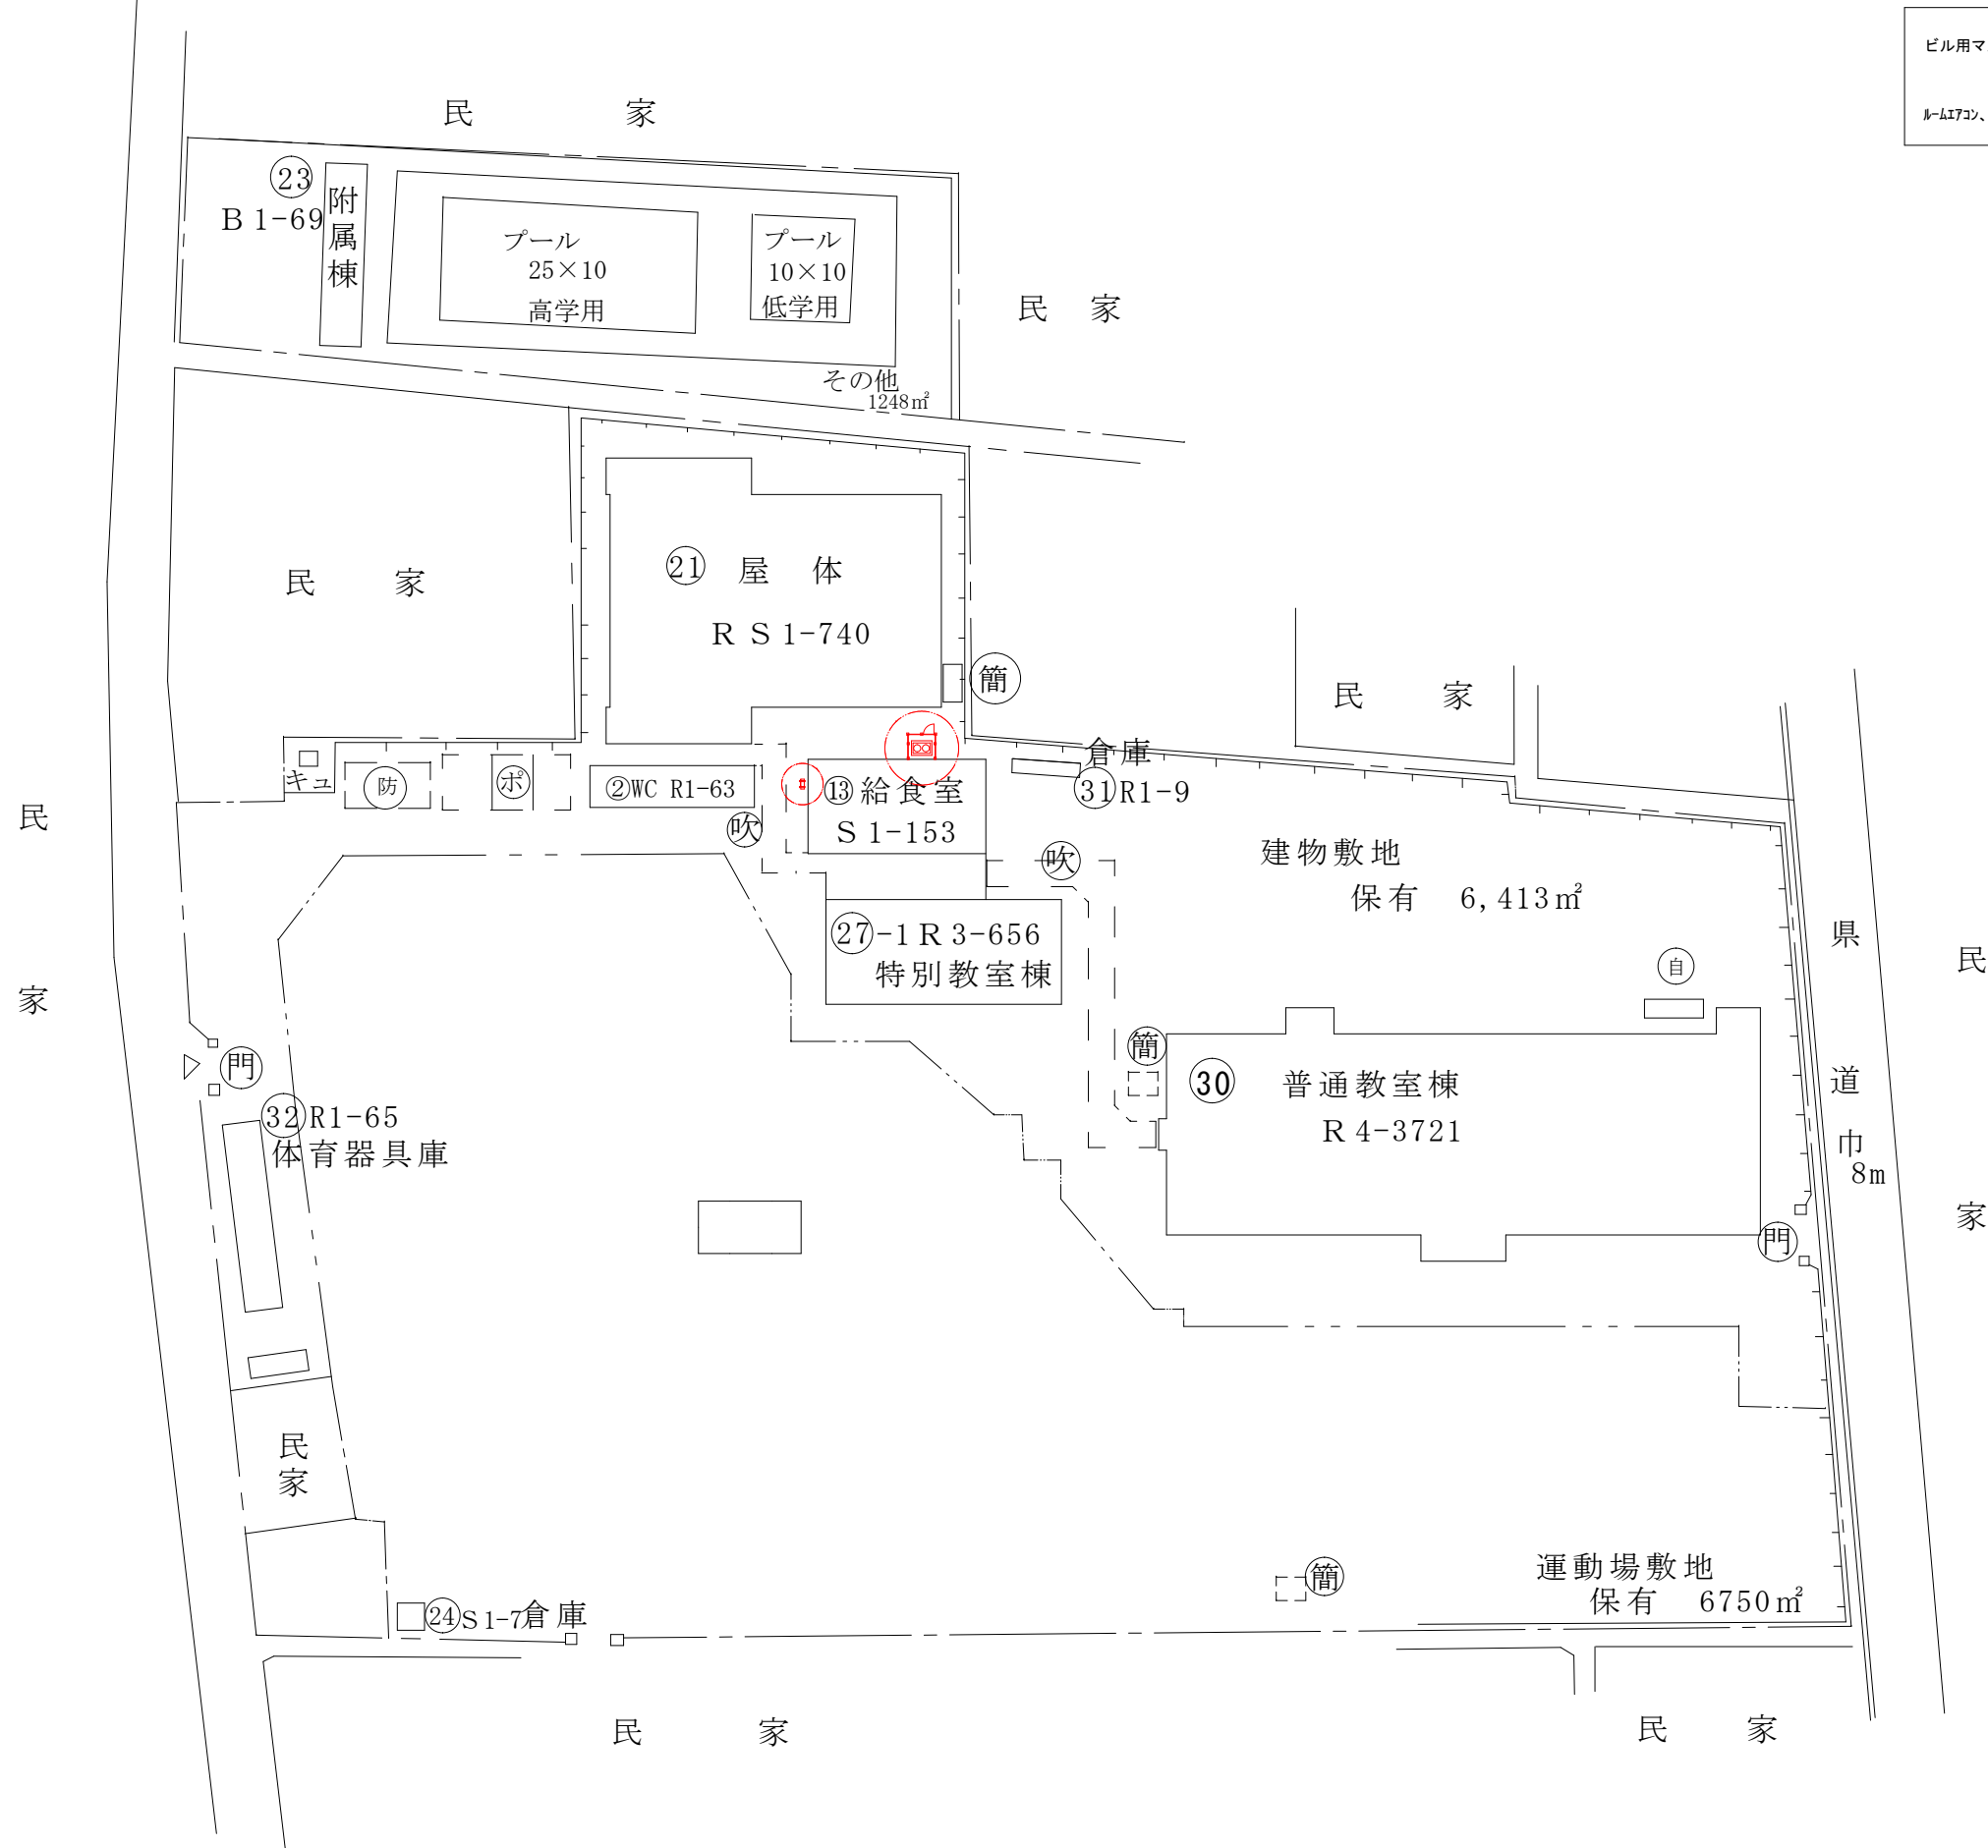 ビル用マ
ルームエアコン、
民 家
23
B1-69
附属棟
プール
25×10
高学用
プール
10×10
低学用
その他
1248㎡
民 家
民 家
21 屋 体
RS1-740
簡
民 家
キュ
防
ポ
②WC R1-63
吹
⑬給食室
S1-153
倉庫
31 R1-9
吹
建物敷地
保有 6,413㎡
27-1 R3-656
特別教室棟
自
簡
30 普通教室棟
R4-3721
県道巾
8m
民家
民家
門
32 R1-65
体育器具庫
門
民家
24 S1-7倉庫
簡
運動場敷地
保有 6750㎡
民 家
民 家